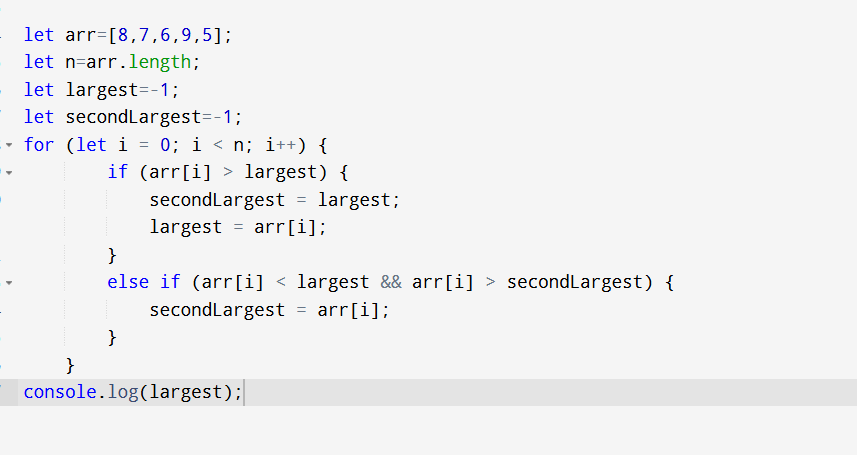 let arr=[8,7,6,9,5];
let n=arr.length;
let largest=-1;
let secondLargest=-1;
for (let i = 0; i < n; i++) {
if (arr[i] > largest) {
secondLargest = largest;
largest = arr[i];
}
else if (arr[i] < largest && arr[i] > secondLargest) {
secondLargest = arr[i];
}
}
console.log(largest);